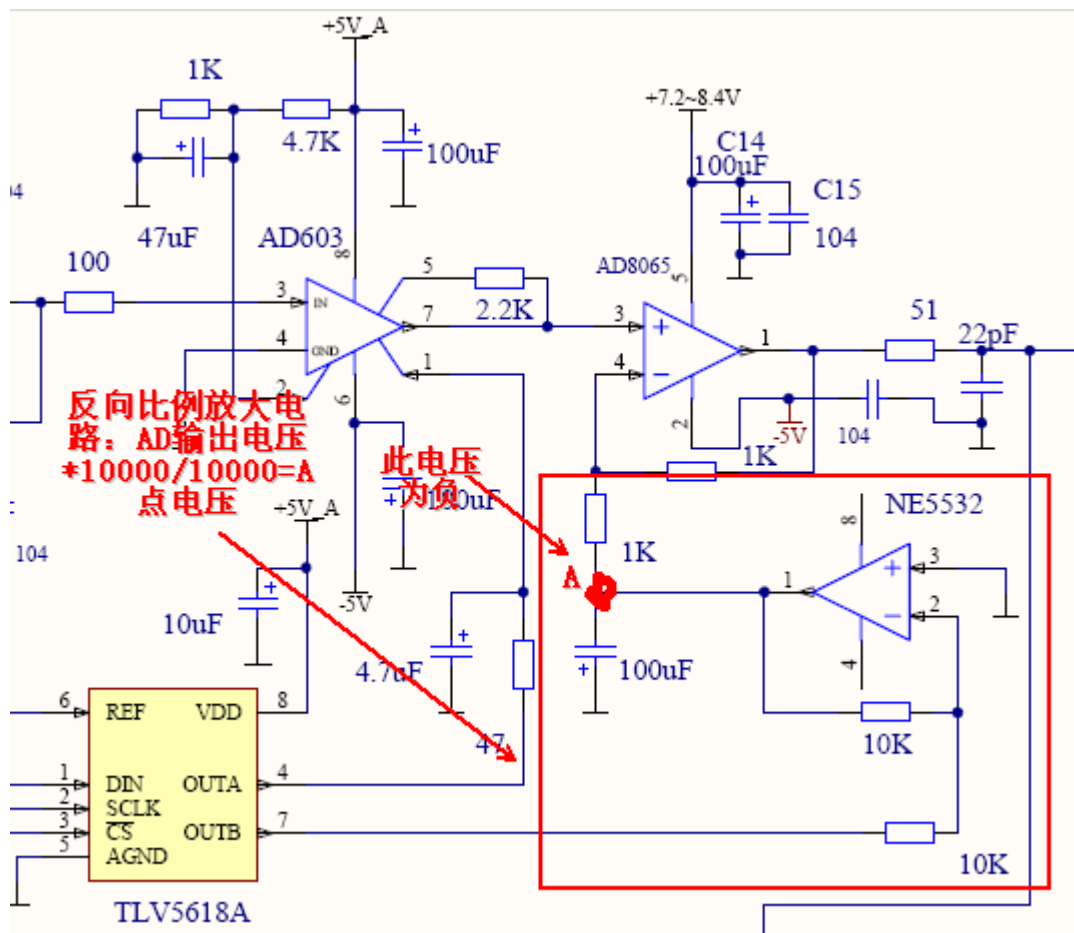 +5V_A
1K
4.7K
100uF
47uF
+7.2~8.4V
C14
100uF
C15
104
04
100
AD603
8
3
IN
4
GND
2
5
7
1
6
2.2K
AD8065
5
3
4
1
2
51
22pF
-5V
104
1K
反向比例放大电
路：AD输出电压
*10000/10000=A
点电压
此电压
为负
+5V_A
104
10uF
-5V
4.7uF
47
1K
A
100uF
NE5532
8
3
2
1
4
10K
10K
6
REF
VDD
8
1
DIN
OUTA
4
2
SCLK
3
CS
OUTB
7
5
AGND
TLV5618A